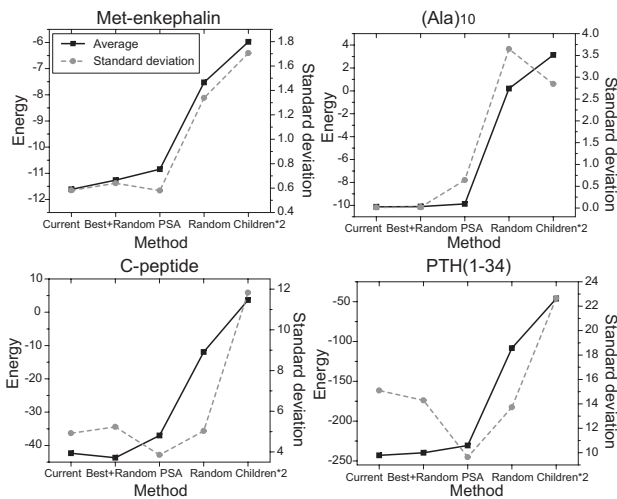 Met-enkephalin
Average
Standard deviation
Energy
-6
-7
-8
-9
-10
-11
-12
1.8
1.6
1.4
1.2
1.0
0.8
0.6
0.4
Standard deviation
Current Best+Random PSA Random Children*2
Method
(Ala)10
Energy
4
2
0
-2
-4
-6
-8
-10
4.0
3.5
3.0
2.5
2.0
1.5
1.0
0.5
0.0
Standard deviation
Current Best+Random PSA Random Children*2
Method
C-peptide
Energy
10
0
-10
-20
-30
-40
12
10
8
6
4
Standard deviation
Current Best+Random PSA Random Children*2
Method
PTH(1-34)
Energy
-50
-100
-150
-200
-250
24
22
20
18
16
14
12
10
Standard deviation
Current Best+Random PSA Random Children*2
Method